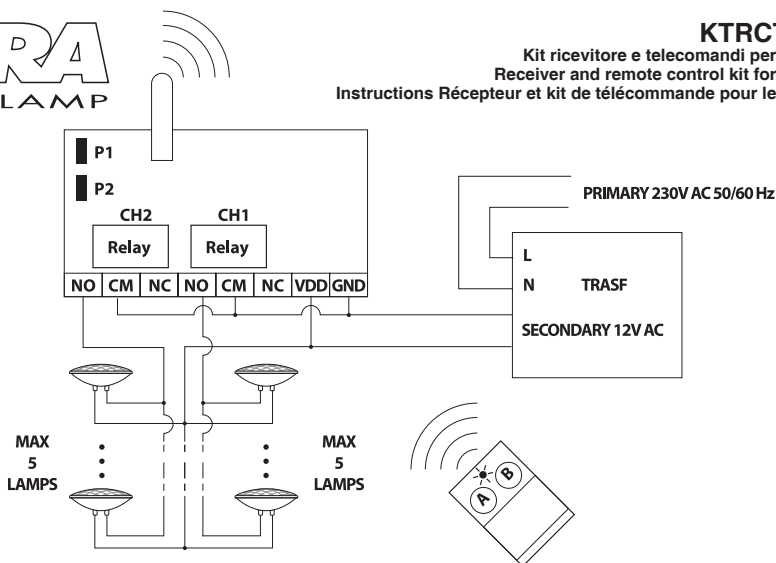 RA
LAMP
KTRCT
Kit ricevitore e telecomandi per
Receiver and remote control kit for
Instructions Récepteur et kit de télécommande pour le
P1
P2
CH2 CH1
Relay Relay
NO CM NC NO CM NC VDD GND
PRIMARY 230V AC 50/60 Hz
L
N TRASF
SECONDARY 12V AC
MAX
5
LAMPS
MAX
5
LAMPS
A B